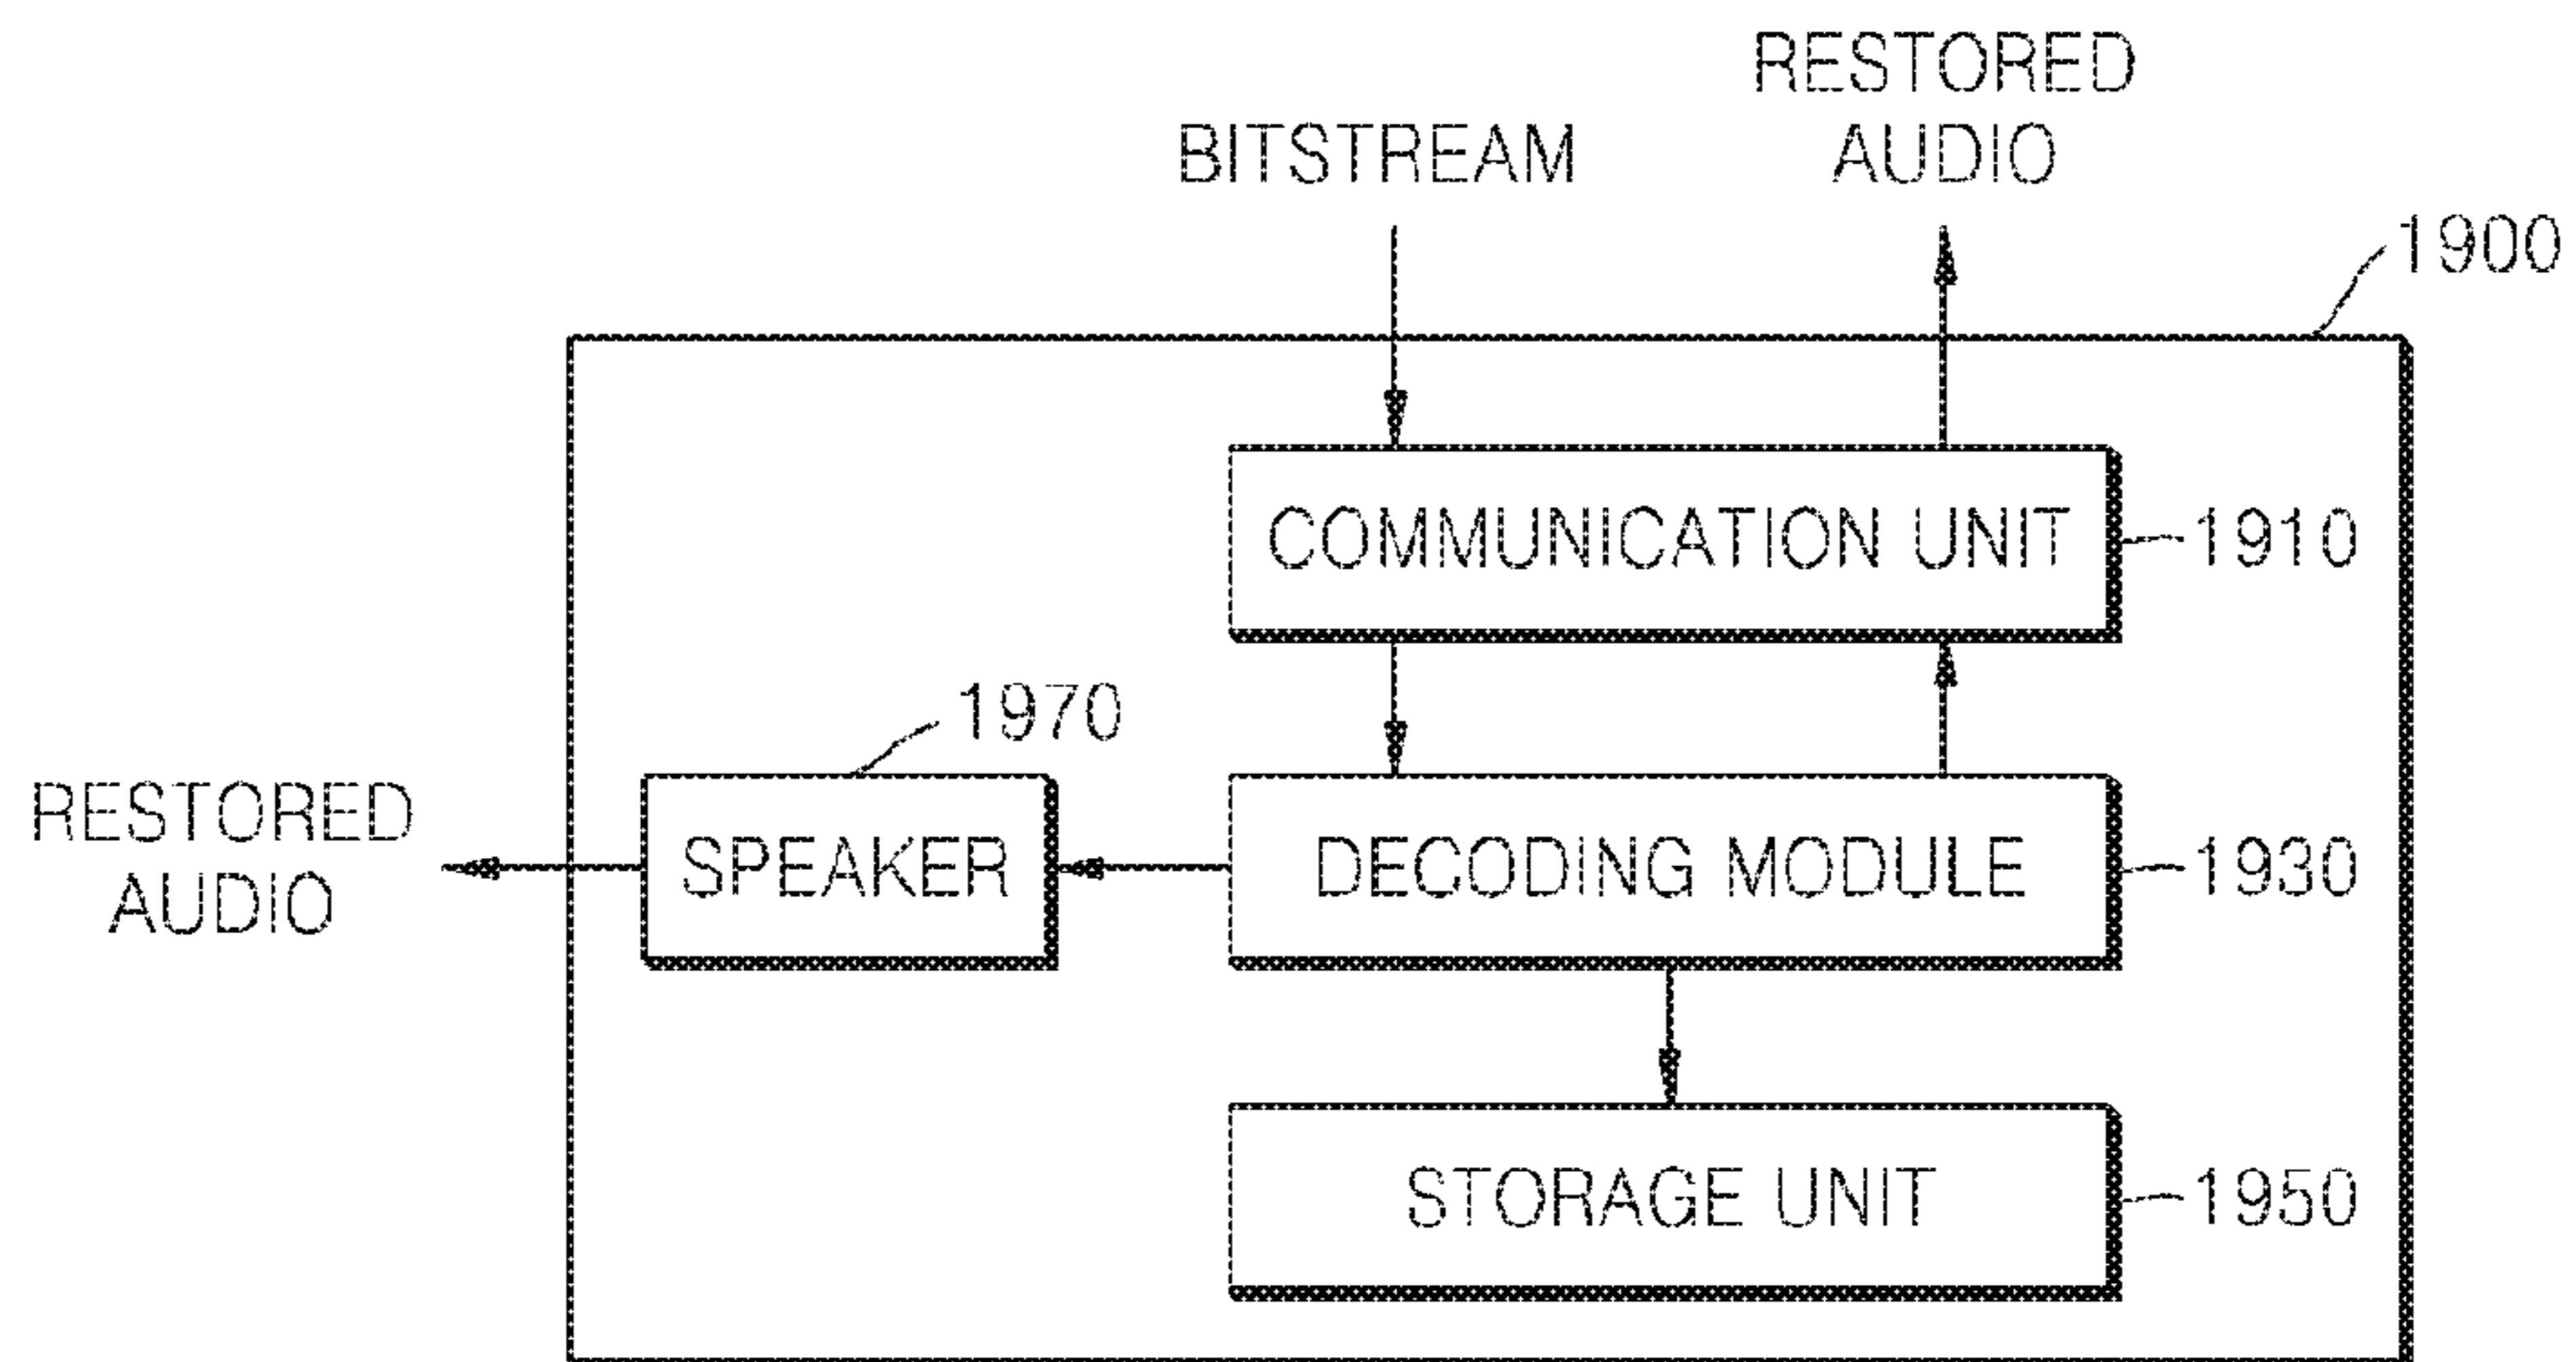 RESTORED
AUDIO
BITSTREAM
1900
COMMUNICATION UNIT
1910
1970
RESTORED
AUDIO
SPEAKER
DECODING MODULE
1930
STORAGE UNIT
1950